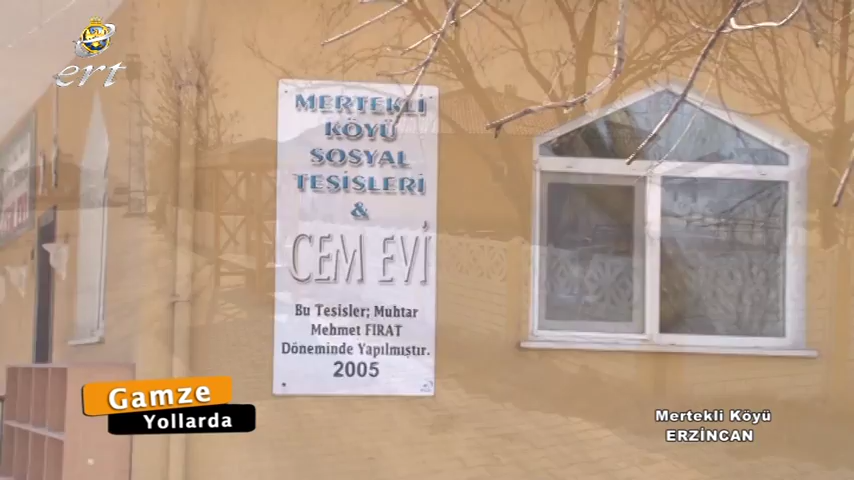 ert
MERTEKLİ
KÖYÜ
SOSYAL
TESİSLERİ
&
CEM EVİ
Bu Tesisler; Muhtar
Mehmet FIRAT
Döneminde Yapılmıştır.
2005
Gamze
Yollarda
Mertekli Köyü
ERZİNCAN